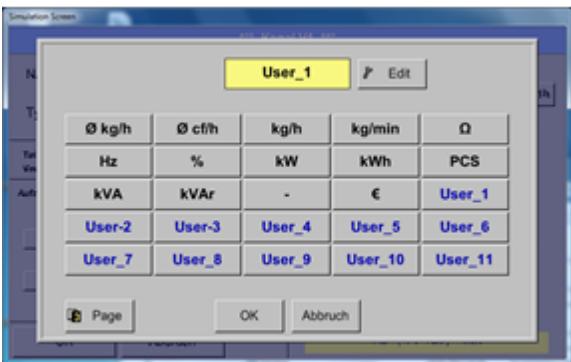 Simulation Screen
User_1 Edit
Ø kg/h Ø cf/h kg/h kg/min Ω
Hz % kW kWh PCS
kVA kVAr - € User_1
User-2 User-3 User_4 User_5 User_6
User_7 User_8 User_9 User_10 User_11
Page OK Abbruch